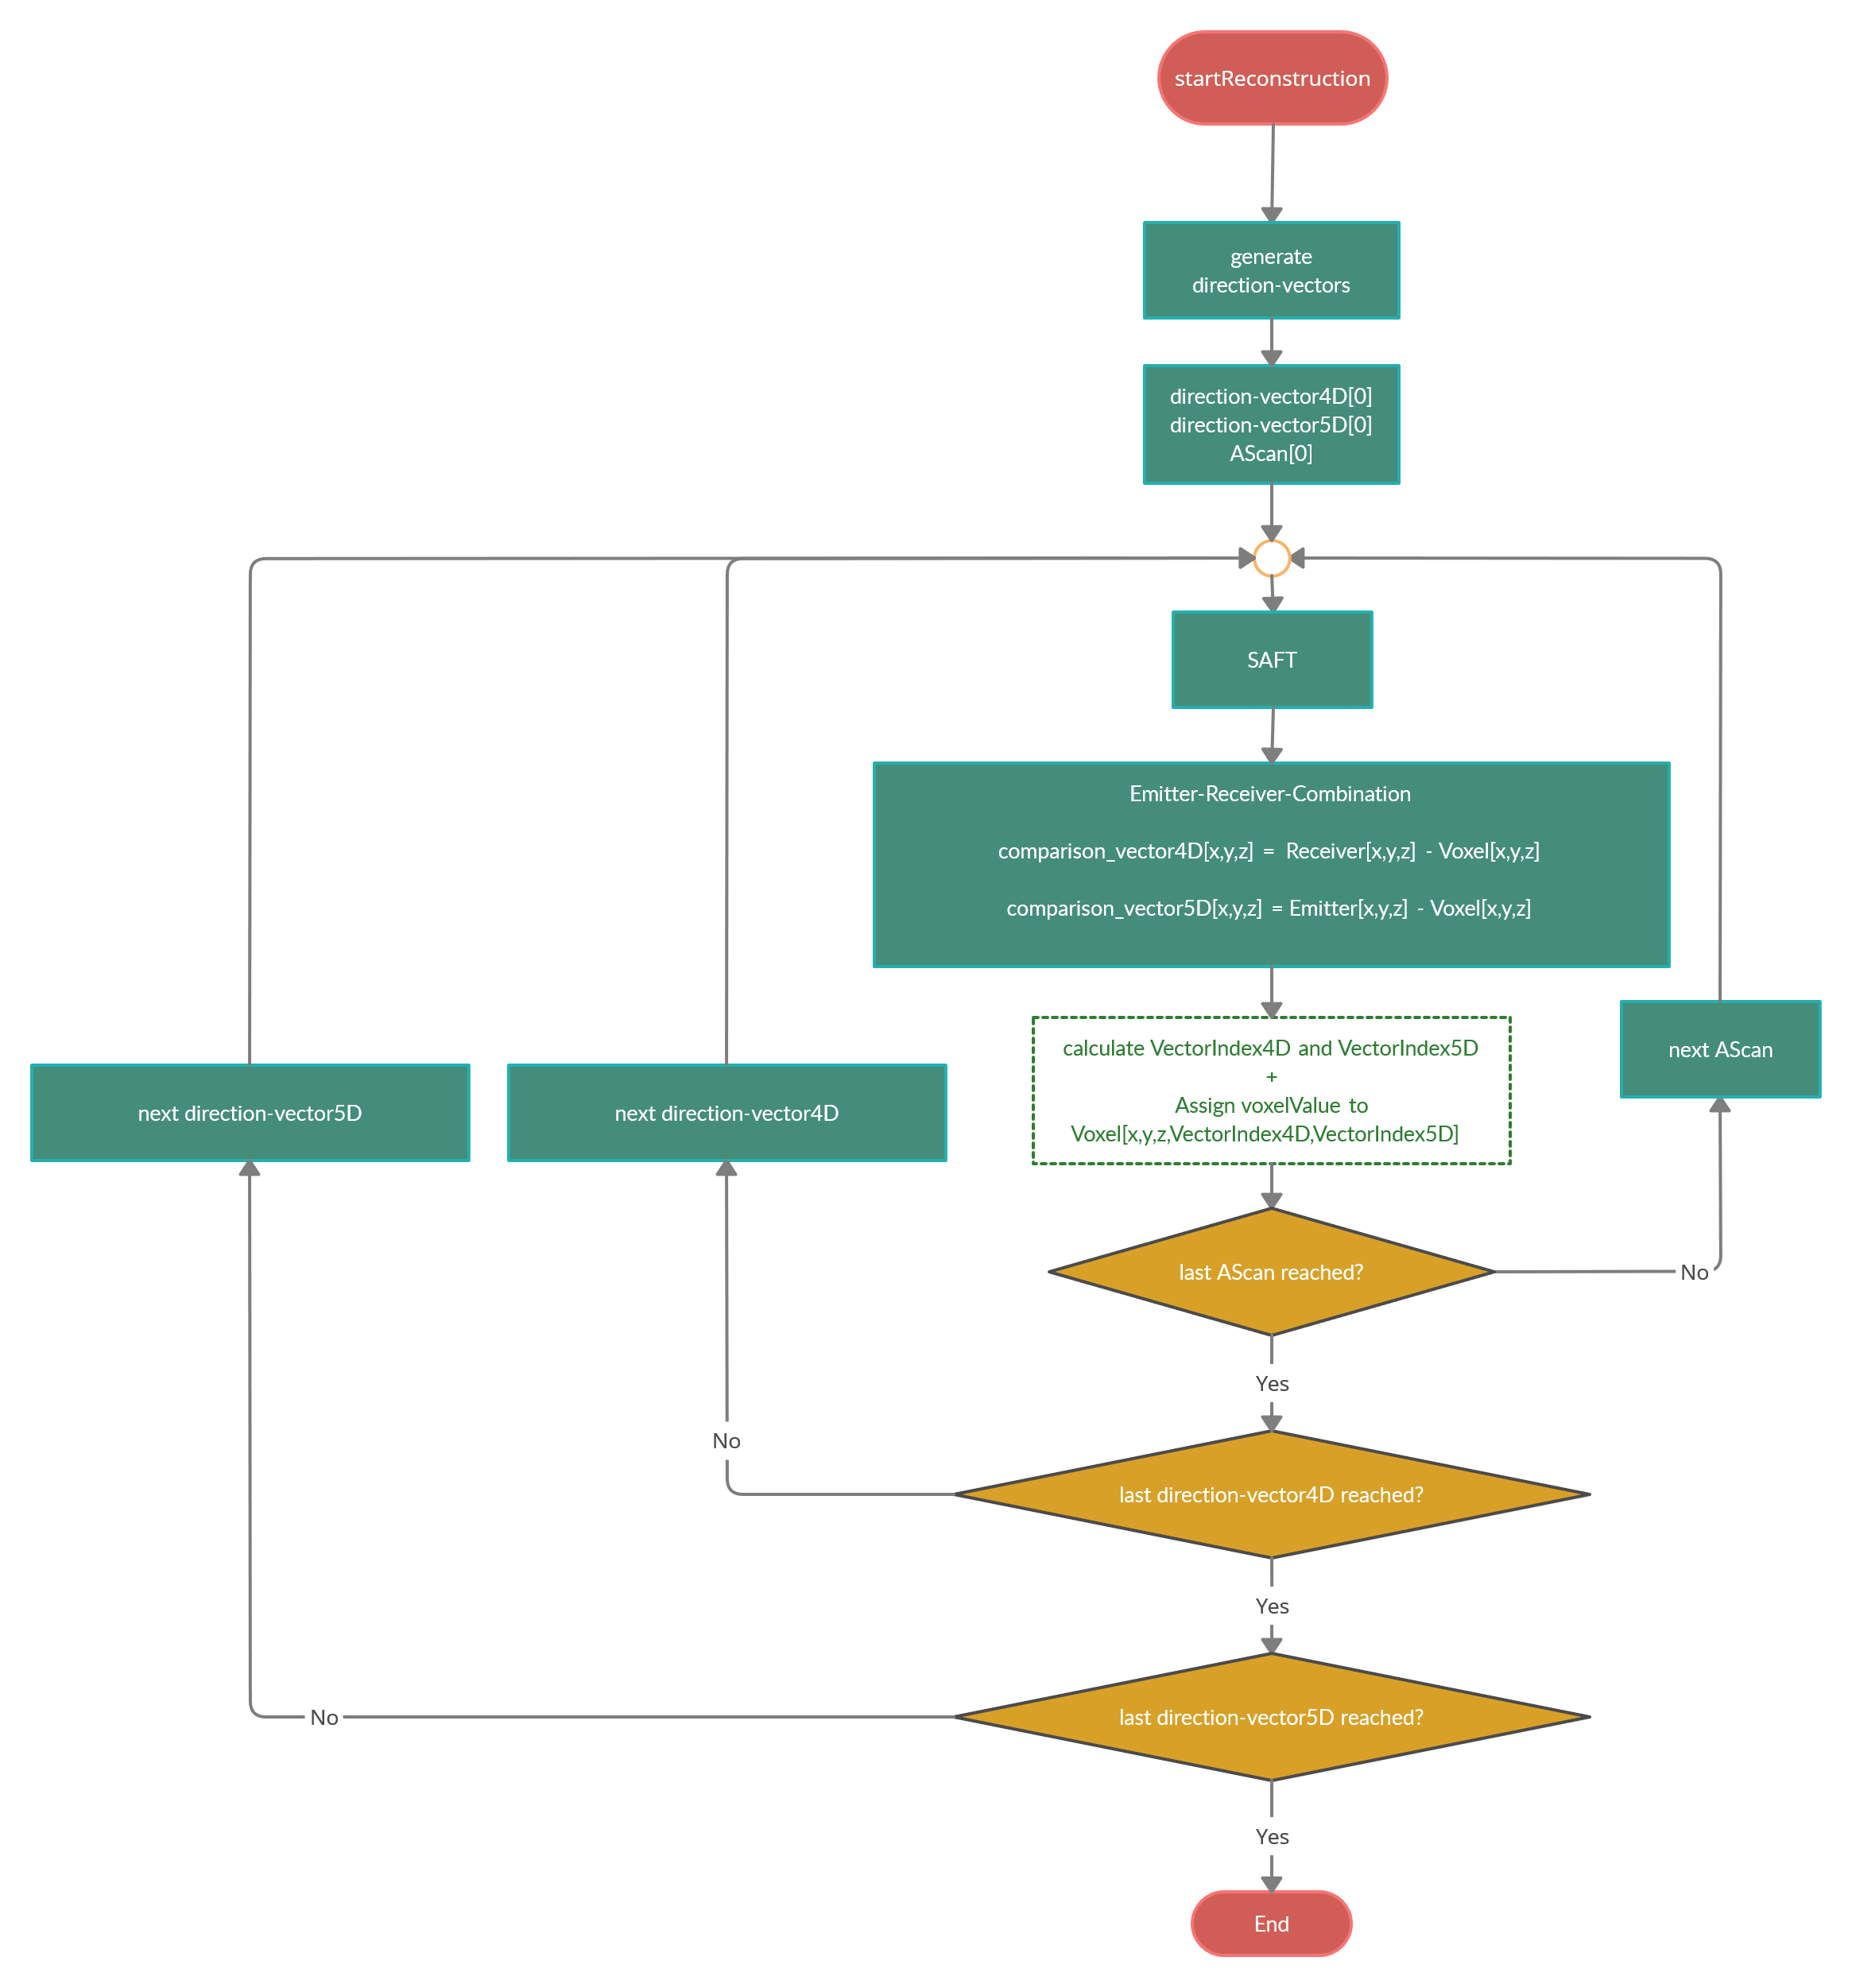 startReconstruction
generate
direction-vectors
direction-vector4D[0]
direction-vector5D[0]
AScan[0]
SAFT
Emitter-Receiver-Combination
comparison_vector4D[x,y,z] = Receiver[x,y,z] - Voxel[x,y,z]
comparison_vector5D[x,y,z] = Emitter[x,y,z] - Voxel[x,y,z]
calculate VectorIndex4D and VectorIndex5D
+
Assign voxelValue to
Voxel[x,y,z,VectorIndex4D,VectorIndex5D]
next AScan
next direction-vector5D
next direction-vector4D
last AScan reached?
No
Yes
No
last direction-vector4D reached?
Yes
last direction-vector5D reached?
No
Yes
End